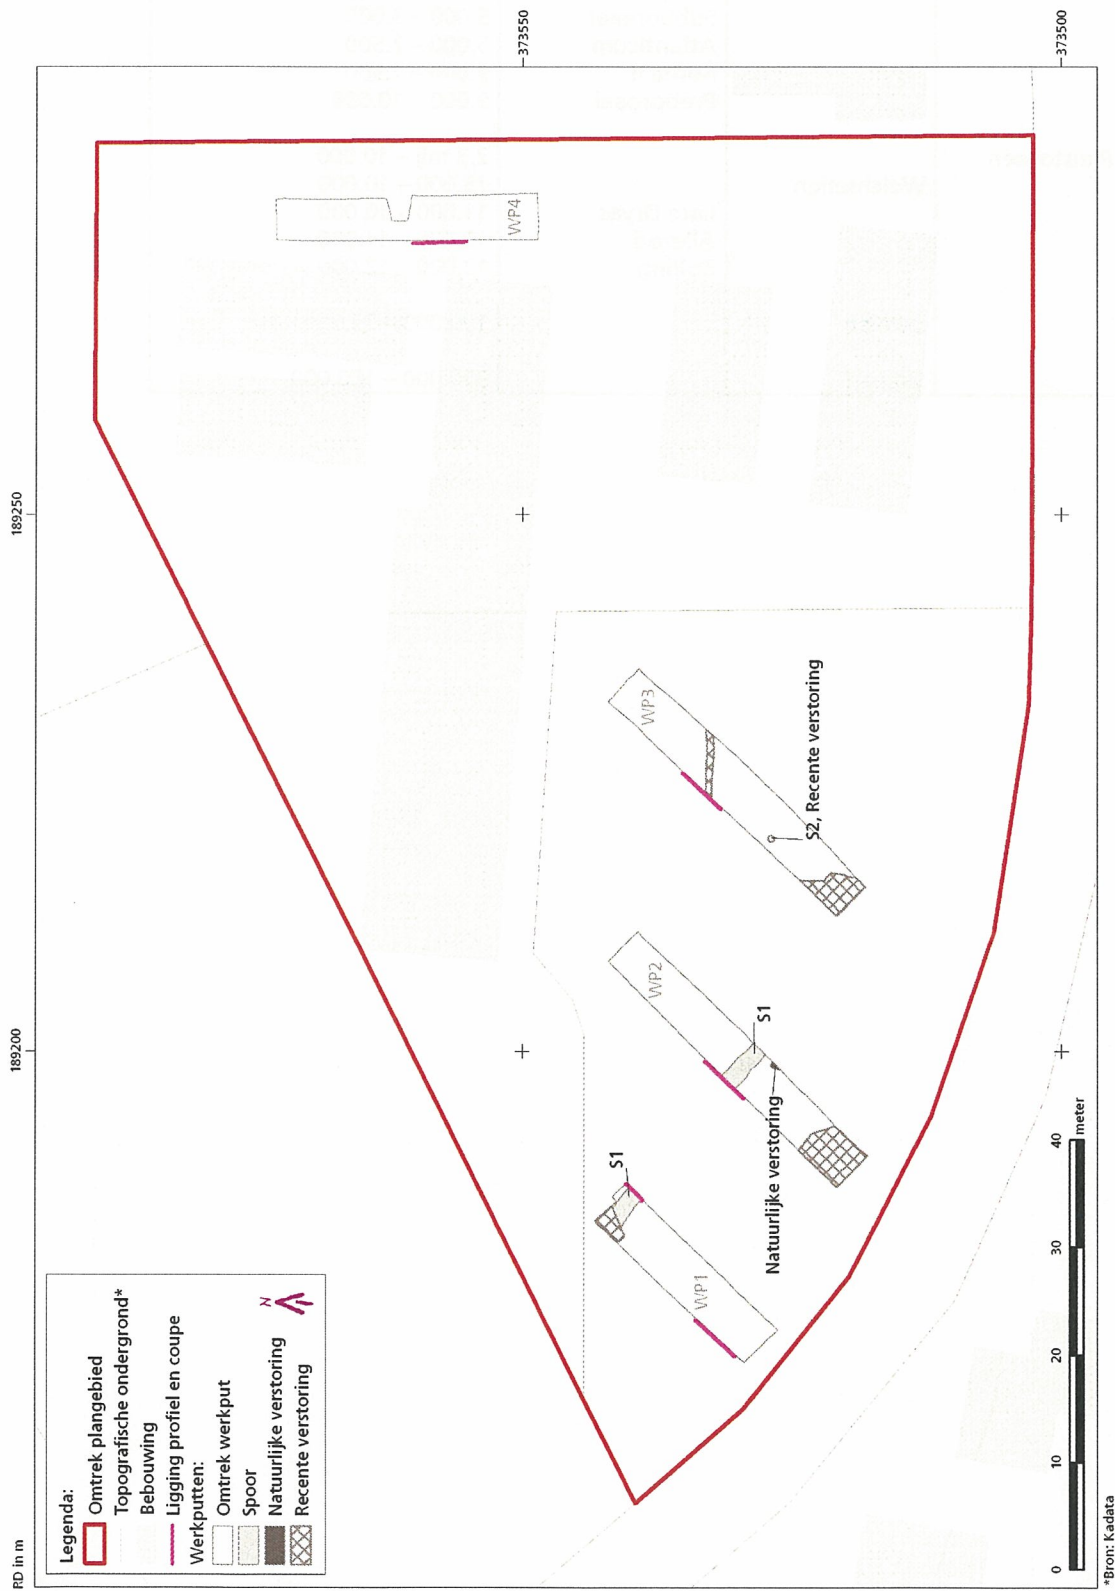 RD in m
189200
189250
373550
373500
Legenda:
Omtrek plangebied
Topografische ondergrond*
Bebouwing
Ligging profiel en coupe
Werkputten:
Omtrek werkput
Spoor
Natuurlijke verstoring
Recente verstoring
N
WP1
S1
WP2
S1
Natuurlijke verstoring
WP3
S2, Recente verstoring
WP4
0 10 20 30 40
meter
*Bron: Kadata